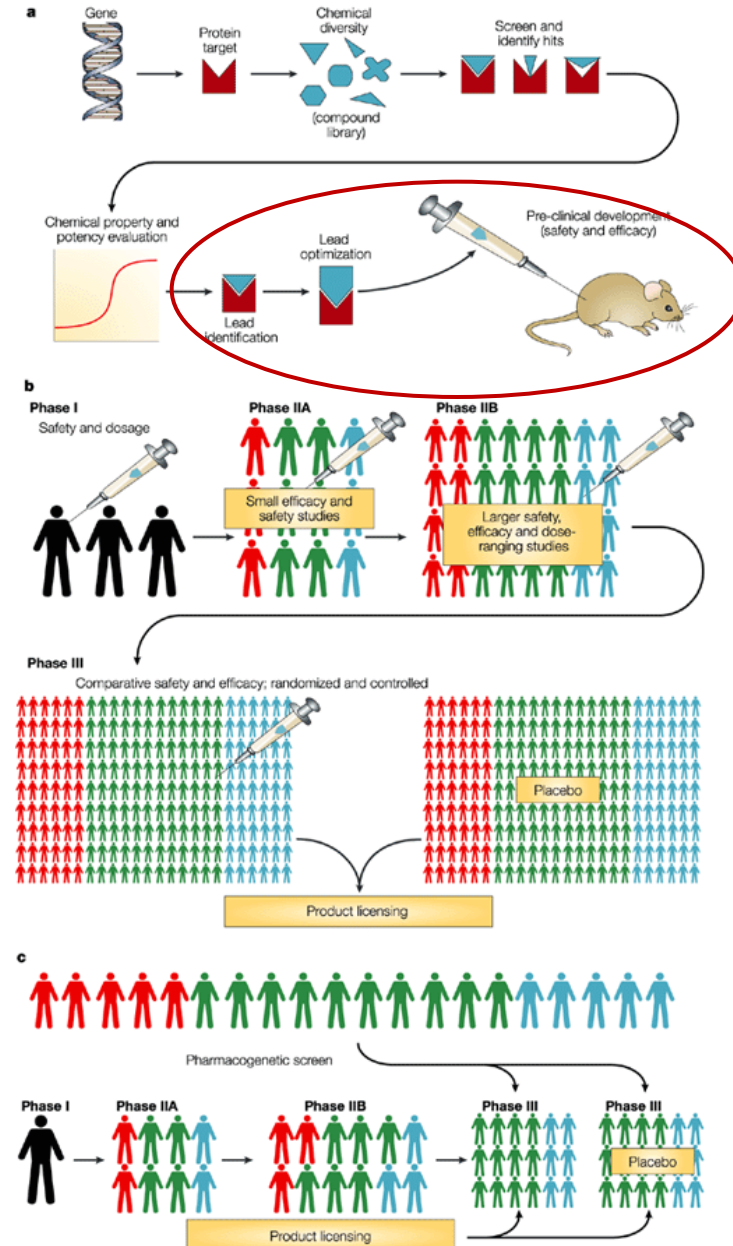 a
Gene
Protein
target
Chemical
diversity
(compound
library)
Screen and
identify hits
Chemical property and
potency evaluation
Lead
identification
Lead
optimization
Pre-clinical development
(safety and efficacy)
b
Phase I
Safety and dosage
Phase IIA
Small efficacy and
safety studies
Phase IIB
Larger safety,
efficacy and dose-
ranging studies
Phase III
Comparative safety and efficacy; randomized and controlled
Placebo
Product licensing
c
Pharmacogenetic screen
Phase I
Phase IIA
Phase IIB
Phase III
Phase III
Placebo
Product licensing